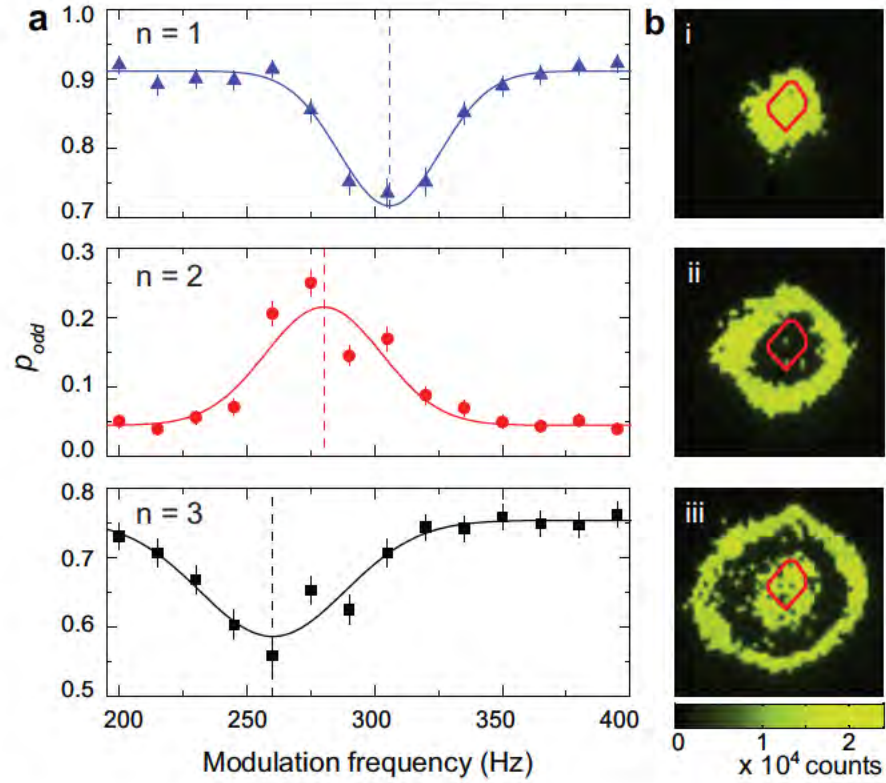 a
n = 1
1.0
0.9
0.8
0.7
n = 2
0.3
0.2
0.1
0.0
p_odd
n = 3
0.8
0.7
0.6
0.5
200 250 300 350 400
Modulation frequency (Hz)
b
i
ii
iii
0 1 2
x 10⁴ counts